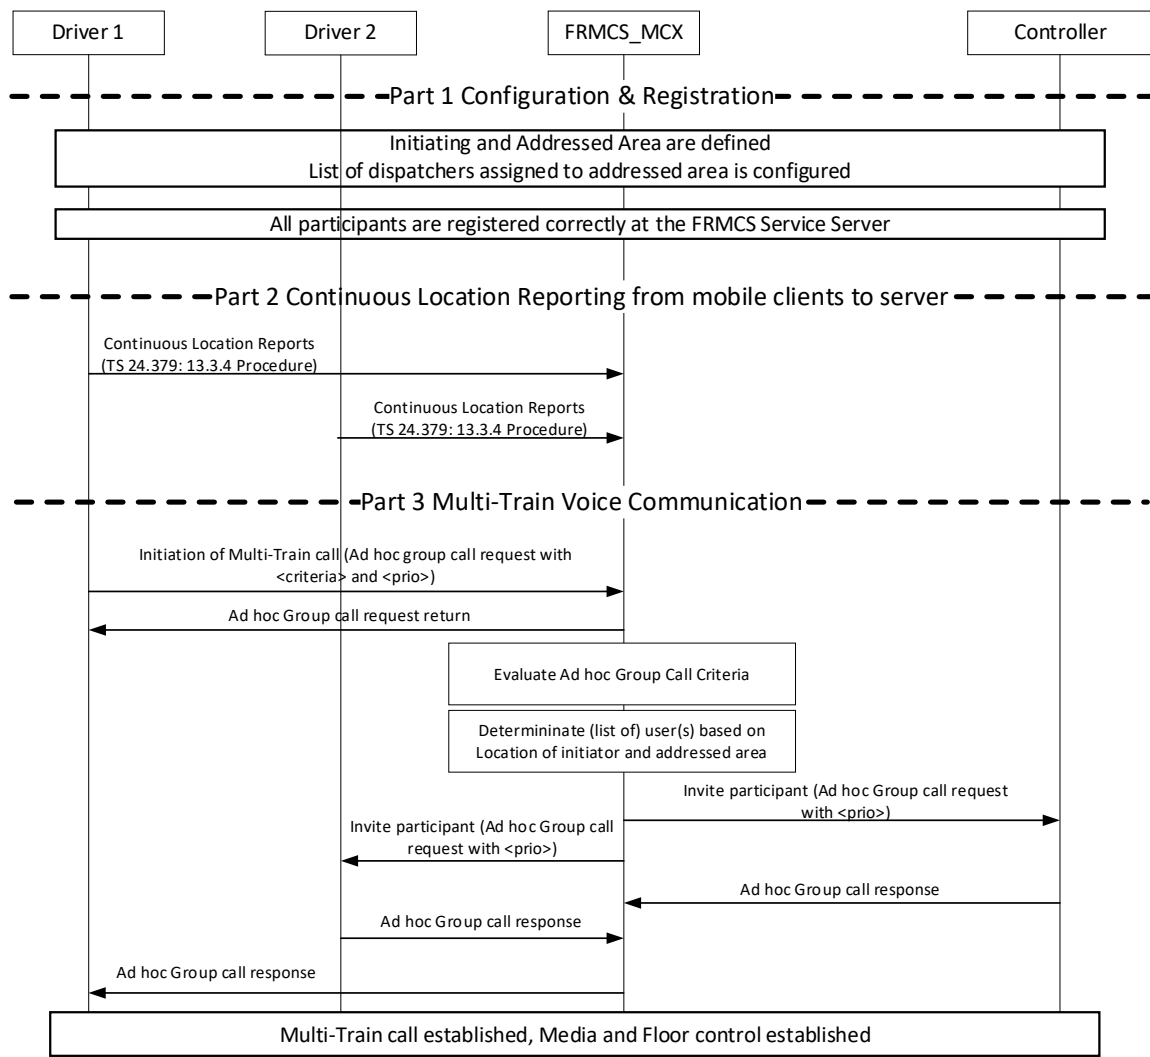 Driver 1
Driver 2
FRMCS_MCX
Controller
Part 1 Configuration & Registration
Initiating and Addressed Area are defined
List of dispatchers assigned to addressed area is configured
All participants are registered correctly at the FRMCS Service Server
Part 2 Continuous Location Reporting from mobile clients to server
Continuous Location Reports
(TS 24.379: 13.3.4 Procedure)
Continuous Location Reports
(TS 24.379: 13.3.4 Procedure)
Part 3 Multi-Train Voice Communication
Initiation of Multi-Train call (Ad hoc group call request with
<criteria> and <prio>)
Ad hoc Group call request return
Evaluate Ad hoc Group Call Criteria
Determininate (list of) user(s) based on
Location of initiator and addressed area
Invite participant (Ad hoc Group call request
with <prio>)
Invite participant (Ad hoc Group call
request with <prio>)
Ad hoc Group call response
Ad hoc Group call response
Ad hoc Group call response
Multi-Train call established, Media and Floor control established